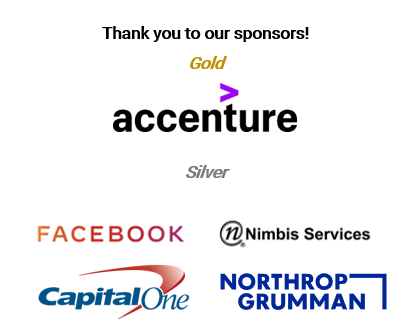 Thank you to our sponsors!
Gold
>
accenture
Silver
FACEBOOK
n® Nimbis Services
Capital One
NORTHROP
GRUMMAN